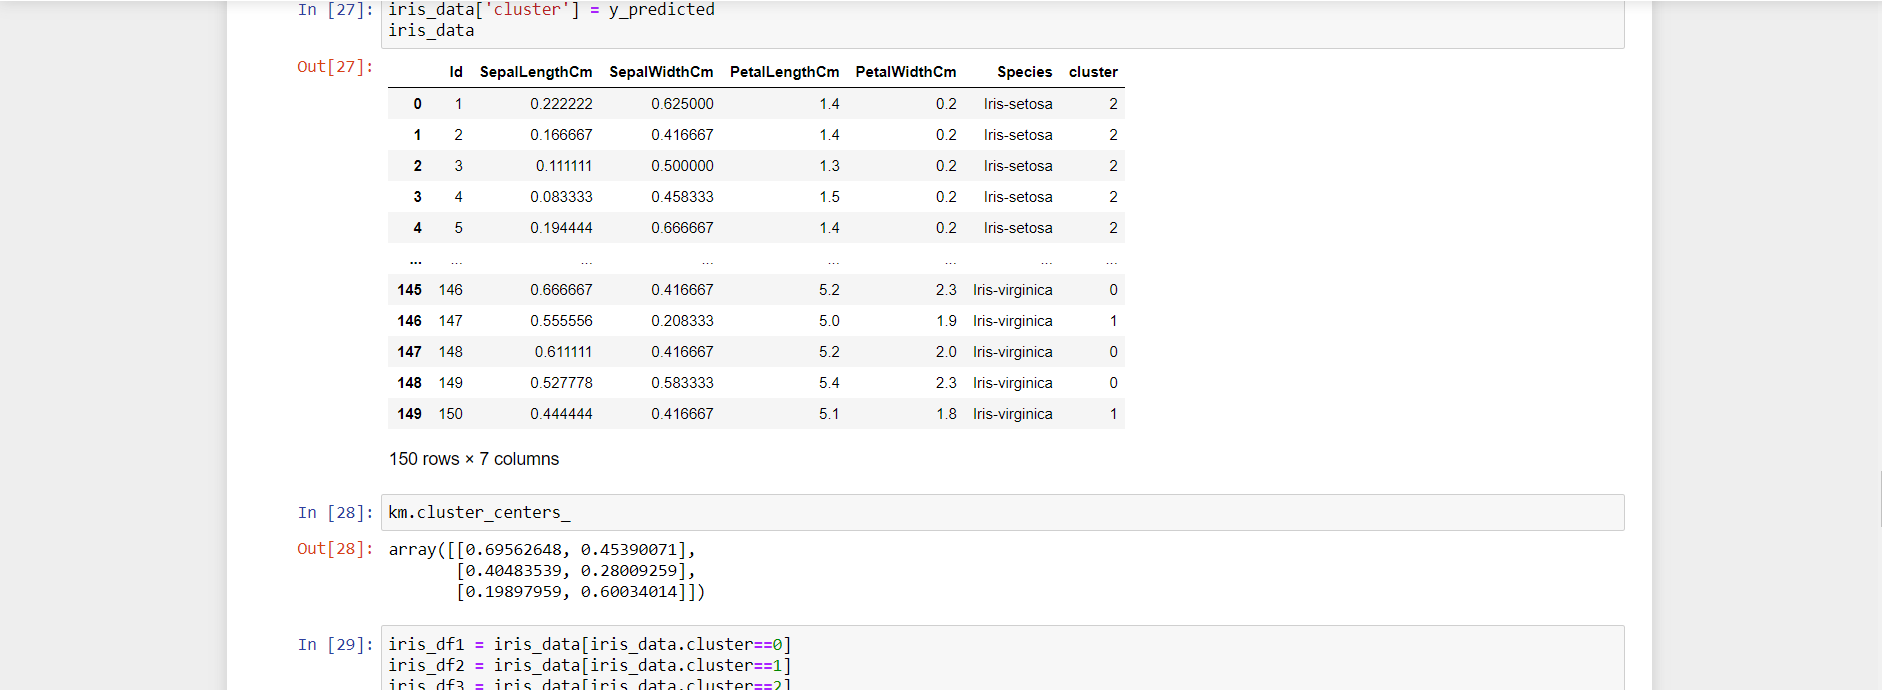 In [27]: iris_data['cluster'] = y_predicted
iris_data
Out[27]:
Id SepalLengthCm SepalWidthCm PetalLengthCm PetalWidthCm Species cluster
0 1 0.222222 0.625000 1.4 0.2 Iris-setosa 2
1 2 0.166667 0.416667 1.4 0.2 Iris-setosa 2
2 3 0.111111 0.500000 1.3 0.2 Iris-setosa 2
3 4 0.083333 0.458333 1.5 0.2 Iris-setosa 2
4 5 0.194444 0.666667 1.4 0.2 Iris-setosa 2
... ... ... ... ... ... ... ...
145 146 0.666667 0.416667 5.2 2.3 Iris-virginica 0
146 147 0.555556 0.208333 5.0 1.9 Iris-virginica 1
147 148 0.611111 0.416667 5.2 2.0 Iris-virginica 0
148 149 0.527778 0.583333 5.4 2.3 Iris-virginica 0
149 150 0.444444 0.416667 5.1 1.8 Iris-virginica 1
150 rows × 7 columns
In [28]: km.cluster_centers_
Out[28]: array([[0.69562648, 0.45390071],
[0.40483539, 0.28009259],
[0.19897959, 0.60034014]])
In [29]: iris_df1 = iris_data[iris_data.cluster==0]
iris_df2 = iris_data[iris_data.cluster==1]
iris_df3 = iris_data[iris_data.cluster==2]